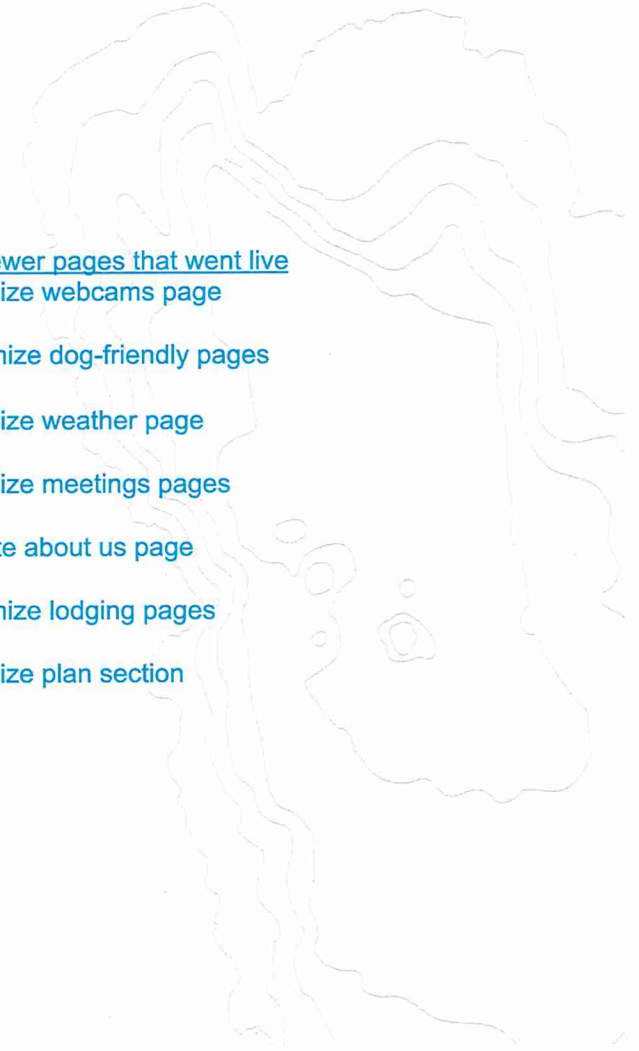 ewer pages that went live
ize webcams page
nize dog-friendly pages
ize weather page
ize meetings pages
te about us page
nize lodging pages
ize plan section